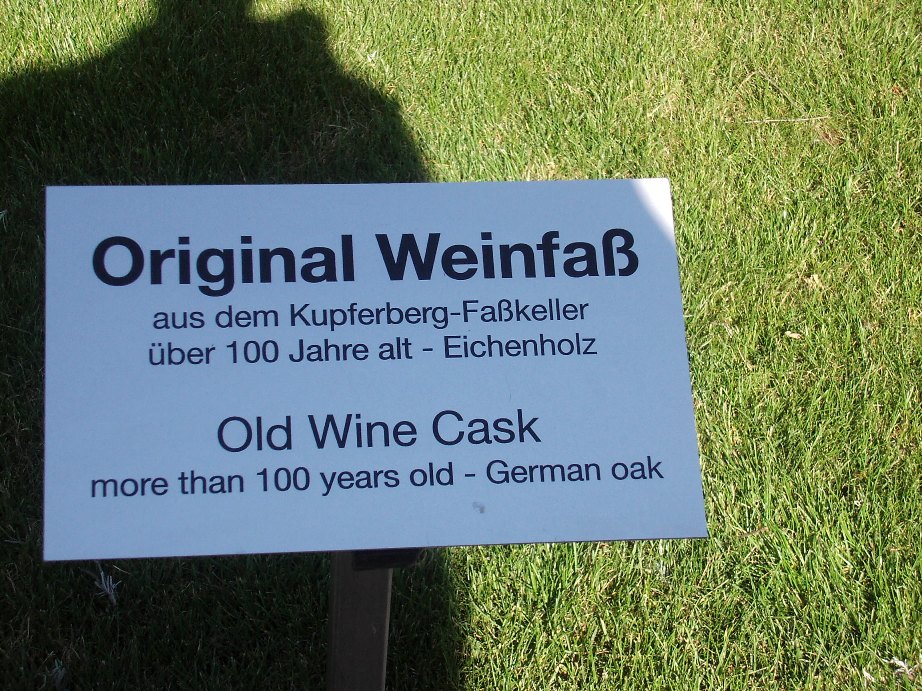 Original Weinfaß
aus dem Kupferberg-Faßkeller
über 100 Jahre alt - Eichenholz
Old Wine Cask
more than 100 years old - German oak